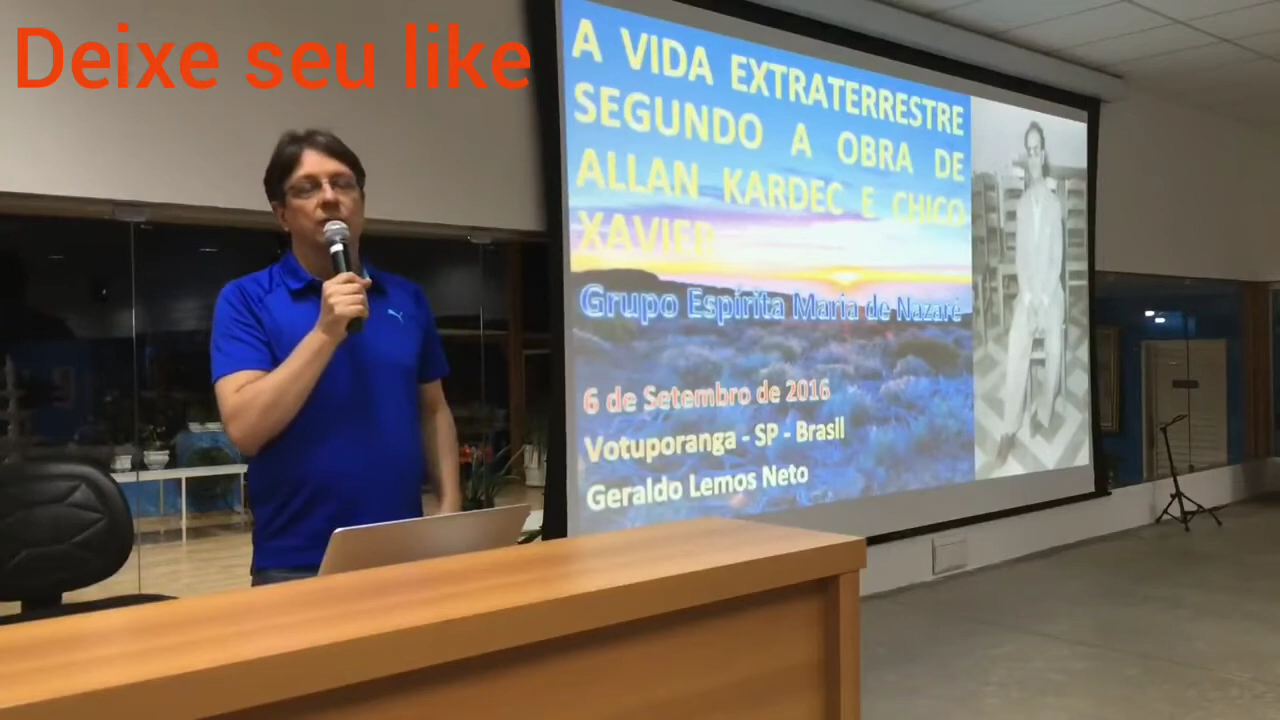 Deixe seu like
A VIDA EXTRATERRESTRE
SEGUNDO A OBRA DE
ALLAN KARDEC E CHICO
XAVIER
Grupo Espírita Maria de Nazaré
6 de Setembro de 2016
Votuporanga - SP - Brasil
Geraldo Lemos Neto